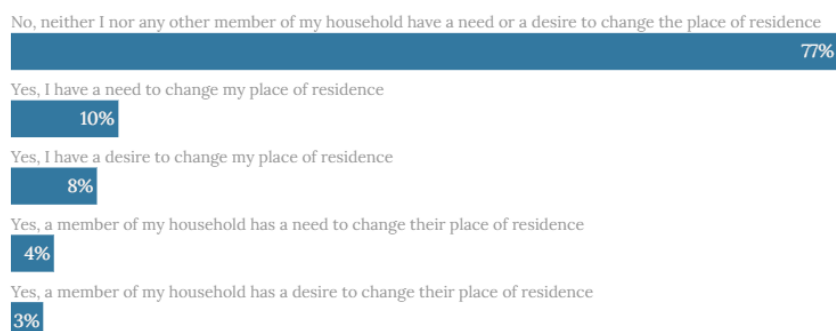 No, neither I nor any other member of my household have a need or a desire to change the place of residence
77%
Yes, I have a need to change my place of residence
10%
Yes, I have a desire to change my place of residence
8%
Yes, a member of my household has a need to change their place of residence
4%
Yes, a member of my household has a desire to change their place of residence
3%